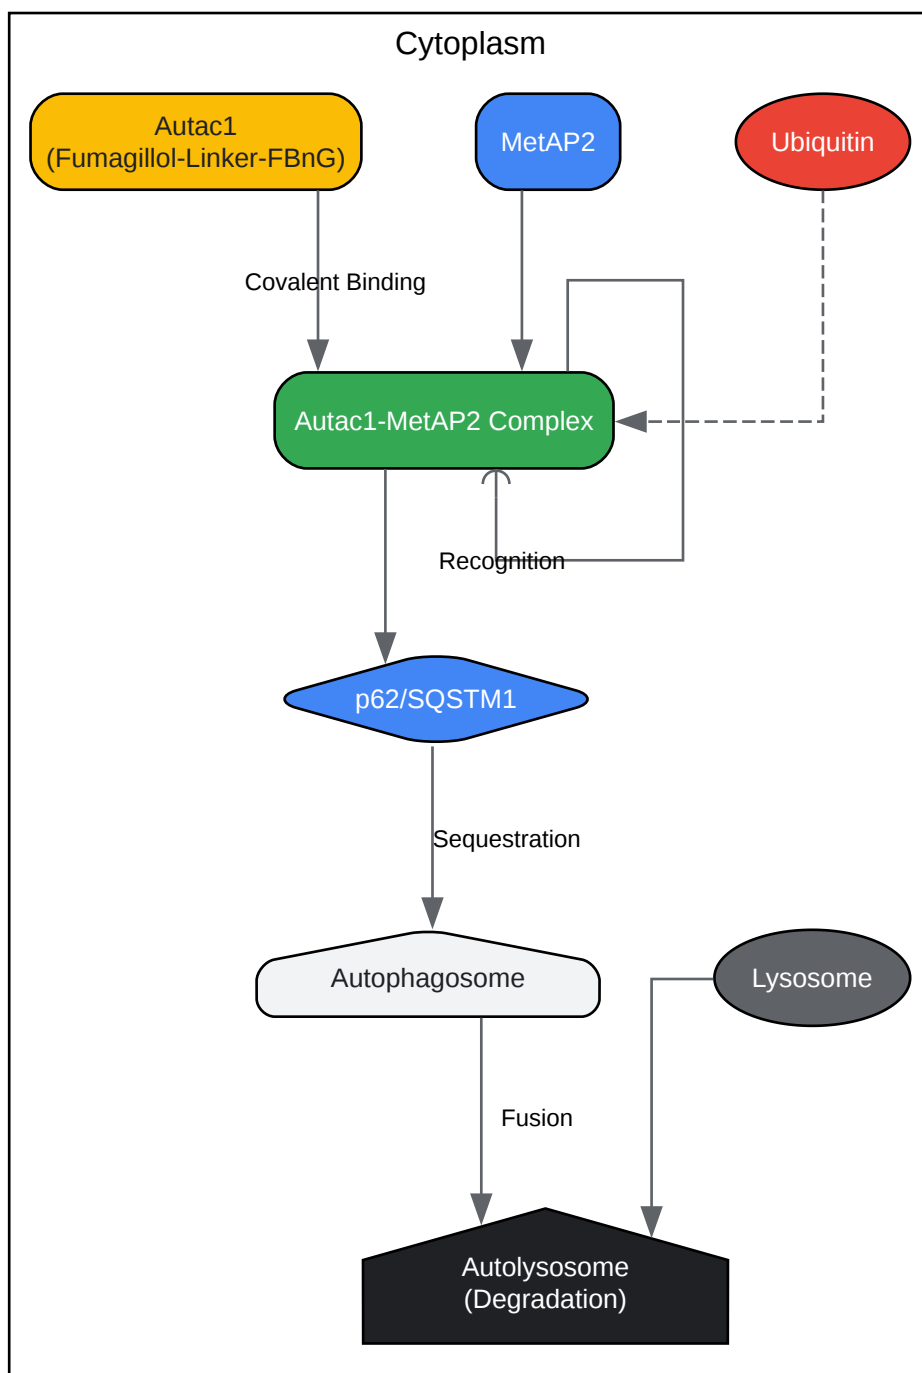 Cytoplasm
Autac1
(Fumagillol-Linker-FBnG)
MetAP2
Ubiquitin
Covalent Binding
Autac1-MetAP2 Complex
Recognition
p62/SQSTM1
Sequestration
Autophagosome
Lysosome
Fusion
Autolysosome
(Degradation)